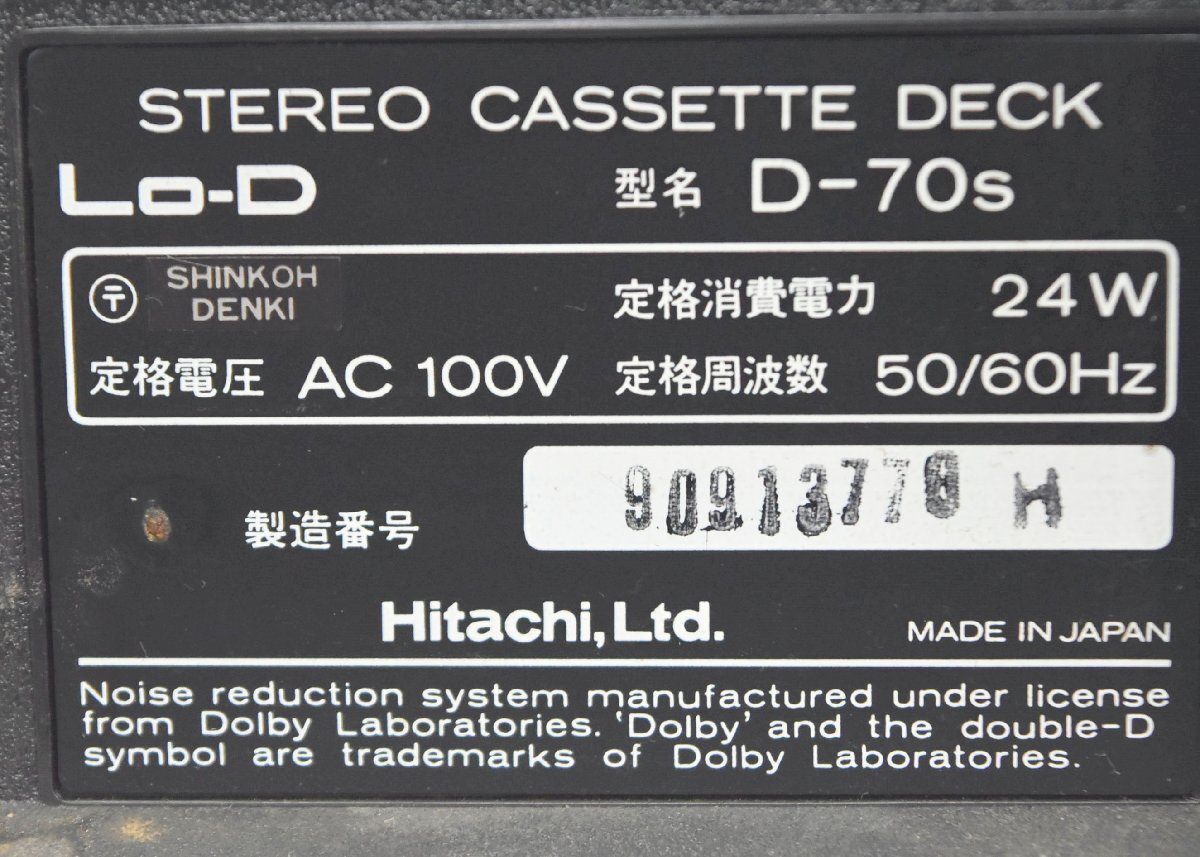 STEREO CASSETTE DECK
Lo-D 型名 D-70s
〒 SHINKOH DENKI 定格消費電力 24W
定格電圧 AC 100V 定格周波数 50/60Hz
製造番号 H
Hitachi, Ltd. MADE IN JAPAN
Noise reduction system manufactured under license
from Dolby Laboratories. 'Dolby' and the double-D
symbol are trademarks of Dolby Laboratories.